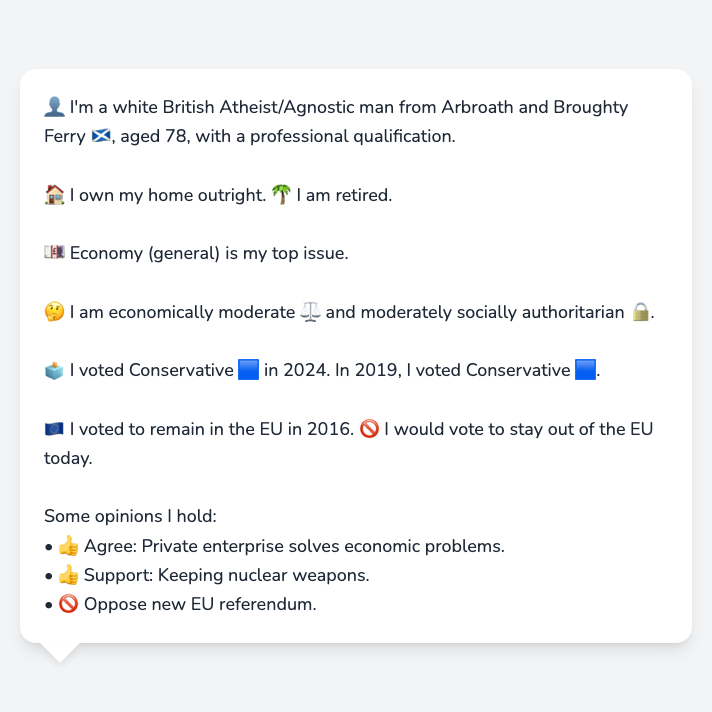 👤 I'm a white British Atheist/Agnostic man from Arbroath and Broughty
Ferry 🏴󠁧󠁢󠁳󠁣󠁴󠁿, aged 78, with a professional qualification.
🏠 I own my home outright. 🌴 I am retired.
💷 Economy (general) is my top issue.
🤔 I am economically moderate ⚖️ and moderately socially authoritarian 🔒.
🗳️ I voted Conservative 🟦 in 2024. In 2019, I voted Conservative 🟦.
🇪🇺 I voted to remain in the EU in 2016. 🚫 I would vote to stay out of the EU
today.
Some opinions I hold:
• 👍 Agree: Private enterprise solves economic problems.
• 👍 Support: Keeping nuclear weapons.
• 🚫 Oppose new EU referendum.